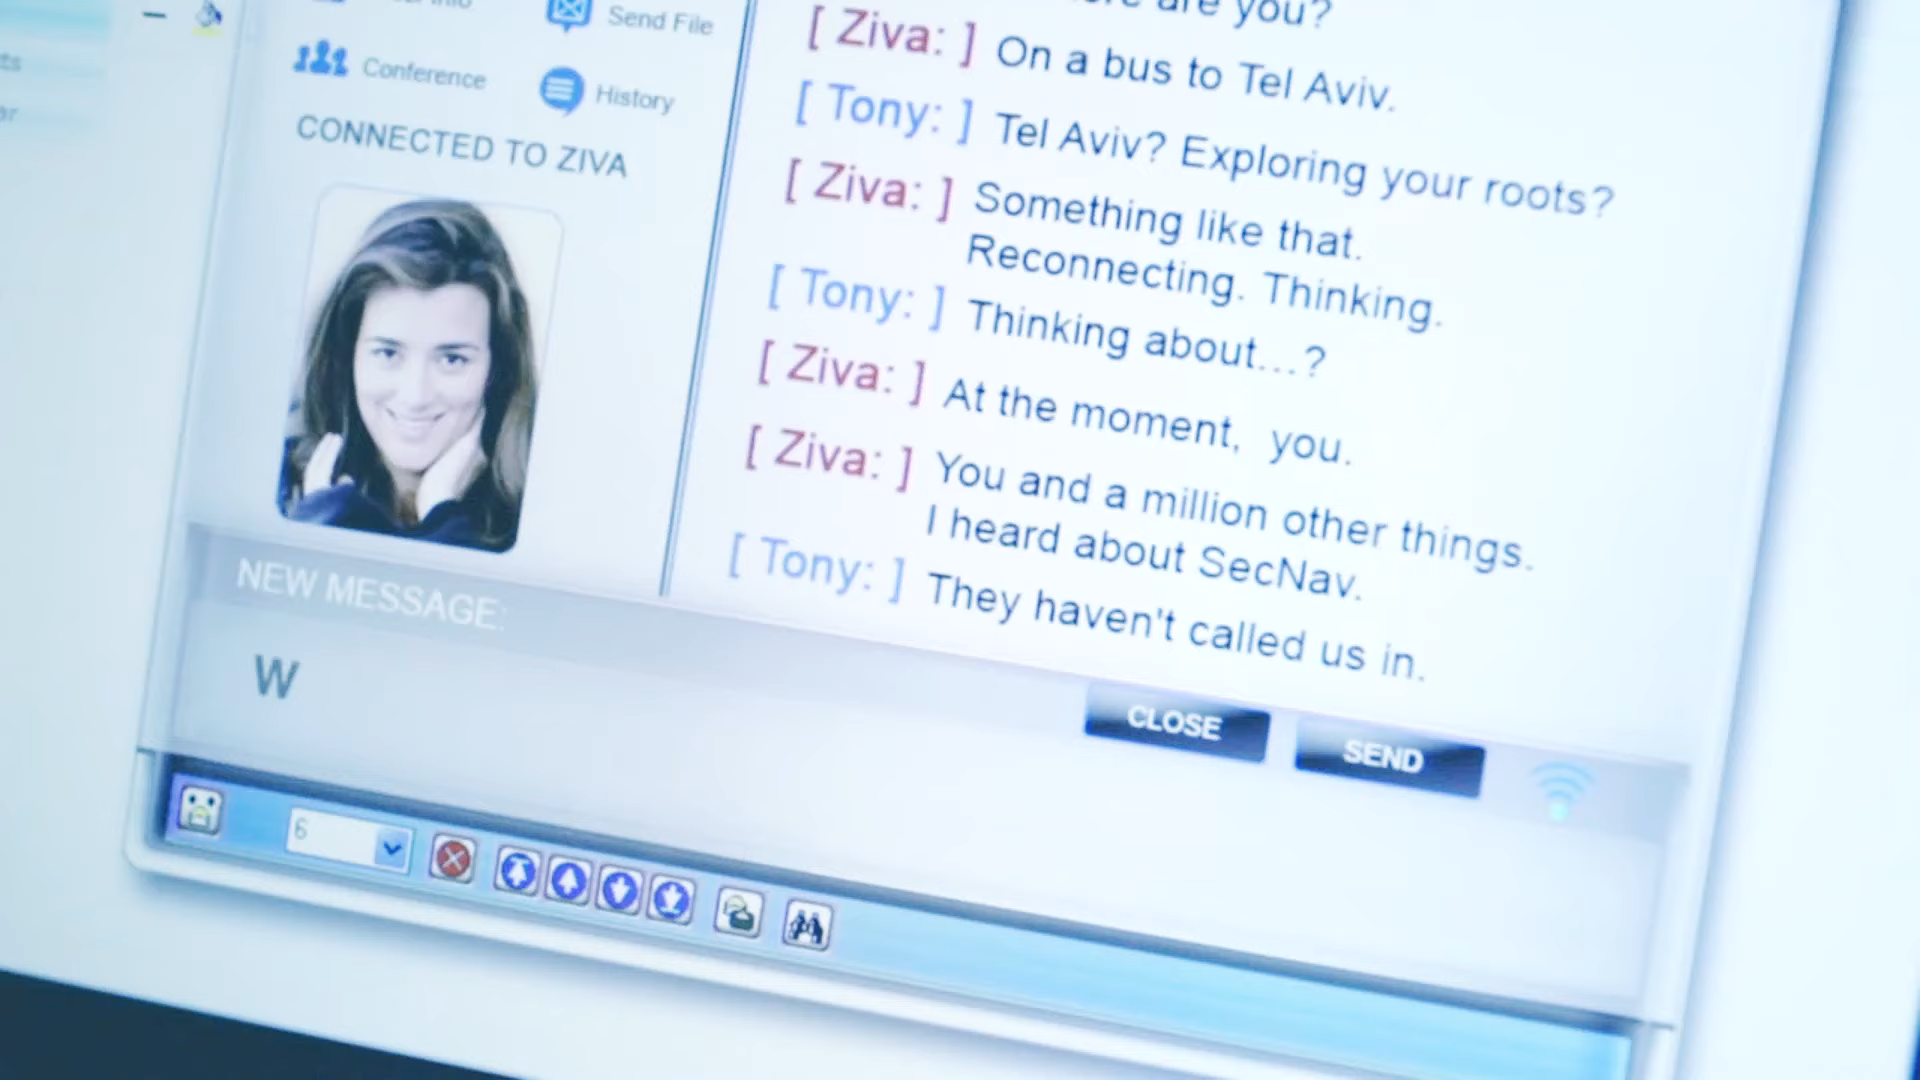 Send File
Conference
History
CONNECTED TO ZIVA
are you?
[ Ziva: ] On a bus to Tel Aviv.
[ Tony: ] Tel Aviv? Exploring your roots?
[ Ziva: ] Something like that.
Reconnecting. Thinking.
[ Tony: ] Thinking about...?
[ Ziva: ] At the moment, you.
[ Ziva: ] You and a million other things.
I heard about SecNav.
[ Tony: ] They haven't called us in.
NEW MESSAGE:
W
CLOSE
SEND
6